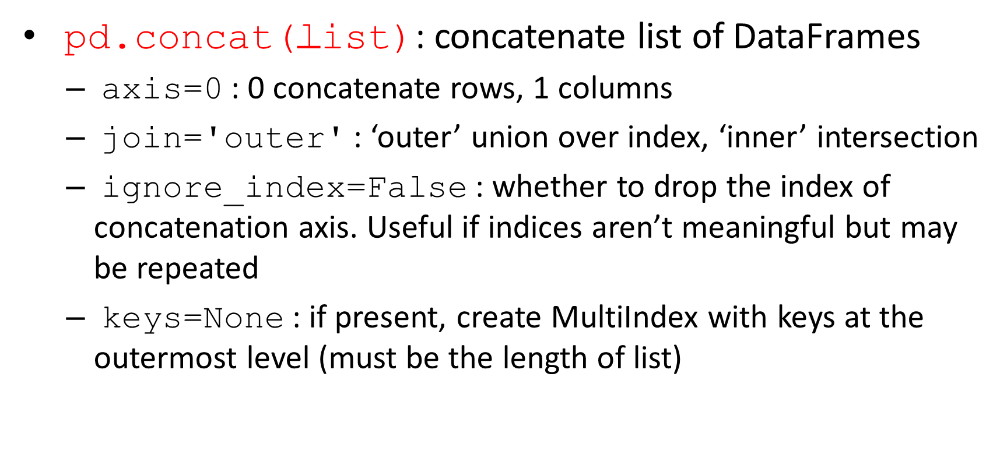 • pd.concat(list): concatenate list of DataFrames
– axis=0 : 0 concatenate rows, 1 columns
– join='outer' : ‘outer’ union over index, ‘inner’ intersection
– ignore_index=False : whether to drop the index of
concatenation axis. Useful if indices aren’t meaningful but may
be repeated
– keys=None : if present, create MultiIndex with keys at the
outermost level (must be the length of list)